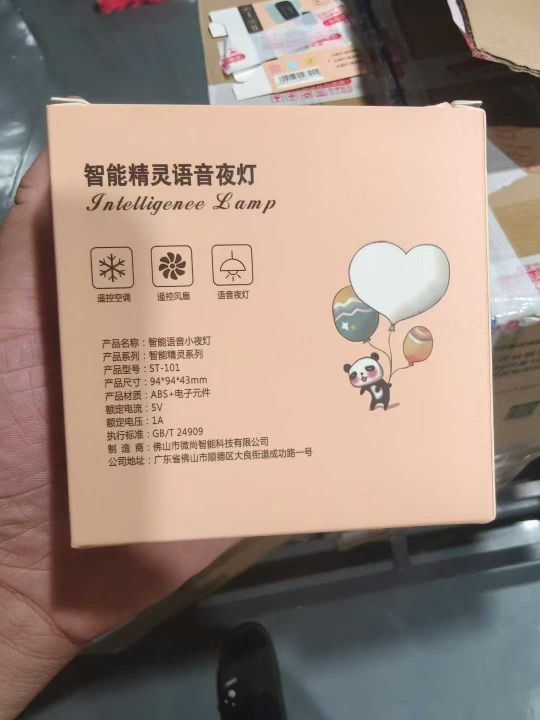 智能精灵语音夜灯
Intelligenee Lamp
遥控空调 遥控风扇 语音夜灯
产品名称：智能语音小夜灯
产品系列：智能精灵系列
产品型号：ST-101
产品尺寸：94*94*43mm
产品材质：ABS+电子元件
额定电流：5V
额定电压：1A
执行标准：GB/T 24909
制 造 商：佛山市微尚智能科技有限公司
公司地址：广东省佛山市顺德区大良街道成功路一号